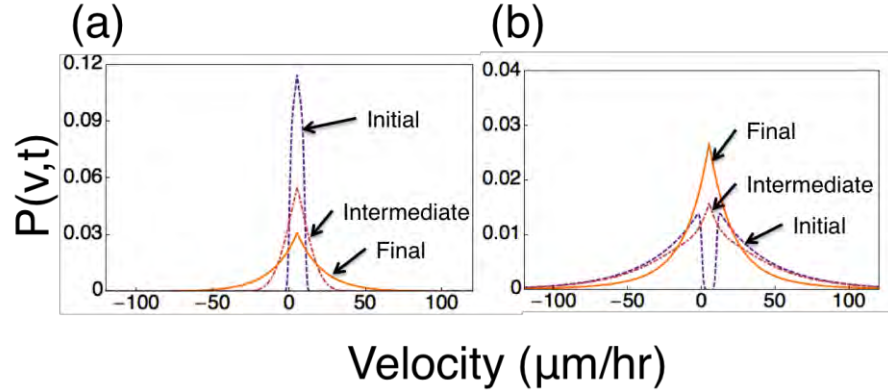 (a)
(b)
P(v,t)
0.12
0.09
0.06
0.03
0
Initial
Intermediate
Final
−100
−50
0
50
100
0.04
0.03
0.02
0.01
0
Final
Intermediate
Initial
−100
−50
0
50
100
Velocity (μm/hr)